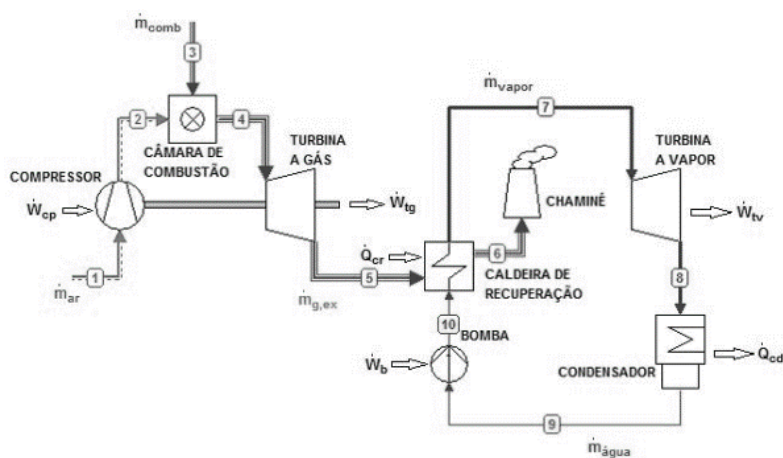 ṁcomb
3
ṁvapor
2
4
7
CÂMARA DE
COMBUSTÃO
TURBINA
A GÁS
TURBINA
A VAPOR
COMPRESSOR
CHAMINÉ
Ẇcp
Ẇtg
Ẇtv
Q̇cr
6
1
5
CALDEIRA DE
RECUPERAÇÃO
8
ṁar
ṁg,ex
10
BOMBA
Ẇb
CONDENSADOR
Q̇cd
9
ṁágua